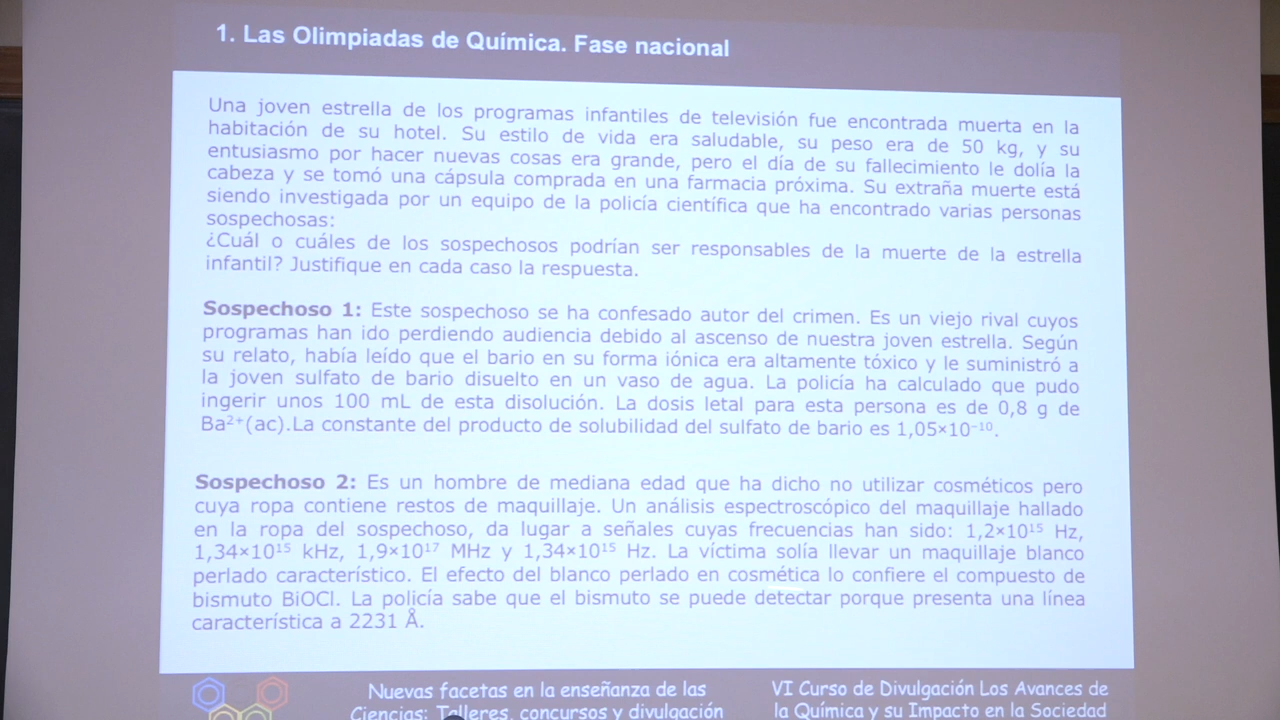 1. Las Olimpiadas de Química. Fase nacional
Una joven estrella de los programas infantiles de televisión fue encontrada muerta en la
habitación de su hotel. Su estilo de vida era saludable, su peso era de 50 kg, y su
entusiasmo por hacer nuevas cosas era grande, pero el día de su fallecimiento le dolía la
cabeza y se tomó una cápsula comprada en una farmacia próxima. Su extraña muerte está
siendo investigada por un equipo de la policía científica que ha encontrado varias personas
sospechosas:
¿Cuál o cuáles de los sospechosos podrían ser responsables de la muerte de la estrella
infantil? Justifique en cada caso la respuesta.
Sospechoso 1: Este sospechoso se ha confesado autor del crimen. Es un viejo rival cuyos
programas han ido perdiendo audiencia debido al ascenso de nuestra joven estrella. Según
su relato, había leído que el bario en su forma iónica era altamente tóxico y le suministró a
la joven sulfato de bario disuelto en un vaso de agua. La policía ha calculado que pudo
ingerir unos 100 mL de esta disolución. La dosis letal para esta persona es de 0,8 g de
Ba²⁺(ac).La constante del producto de solubilidad del sulfato de bario es 1,05×10⁻¹⁰.
Sospechoso 2: Es un hombre de mediana edad que ha dicho no utilizar cosméticos pero
cuya ropa contiene restos de maquillaje. Un análisis espectroscópico del maquillaje hallado
en la ropa del sospechoso, da lugar a señales cuyas frecuencias han sido: 1,2×10¹⁵ Hz,
1,34×10¹⁵ kHz, 1,9×10¹⁷ MHz y 1,34×10¹⁵ Hz. La víctima solía llevar un maquillaje blanco
perlado característico. El efecto del blanco perlado en cosmética lo confiere el compuesto de
bismuto BiOCl. La policía sabe que el bismuto se puede detectar porque presenta una línea
característica a 2231 Å.
Nuevas facetas en la enseñanza de las
Ciencias: Talleres, concursos y divulgación
VI Curso de Divulgación Los Avances de
la Química y su Impacto en la Sociedad